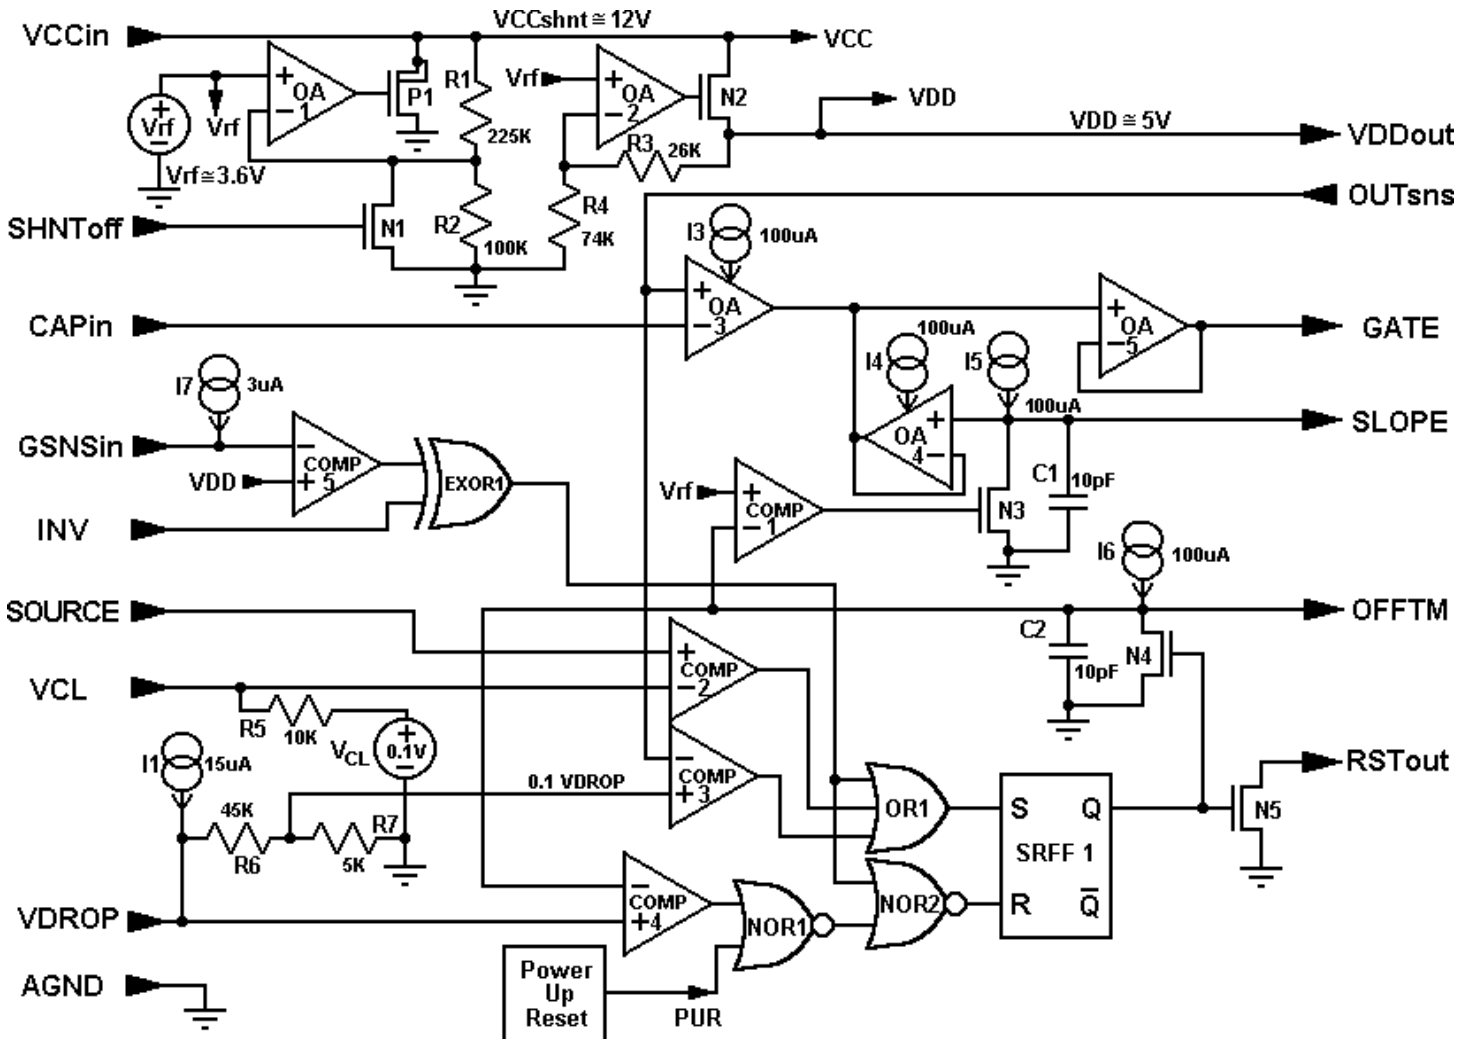 VCCshnt ≅ 12V
VCCin
VCC
+
OA
1
−
P1
R1
225K
Vrf
+
OA
2
−
N2
VDD
VDD ≅ 5V
VDDout
+
Vrf
−
Vrf
Vrf≅3.6V
R3
26K
OUTsns
SHNToff
N1
R2
100K
R4
74K
I3
100uA
CAPin
+
OA
−3
+
OA
−5
GATE
100uA
I4
I5
100uA
I7
3uA
GSNSin
−
COMP
+5
VDD
EXOR1
+
OA
4−
SLOPE
INV
Vrf
+
COMP
−1
N3
C1
10pF
I6
100uA
SOURCE
OFFTM
+
COMP
−2
C2
10pF
N4
VCL
R5
10K
VCL
+
0.1V
−
I1
15uA
0.1 VDROP
−
COMP
+3
RSTout
45K
R6
R7
5K
OR1
S
Q
SRFF 1
R
Q̅
N5
VDROP
−
COMP
+4
NOR1
NOR2
Power
Up
Reset
PUR
AGND